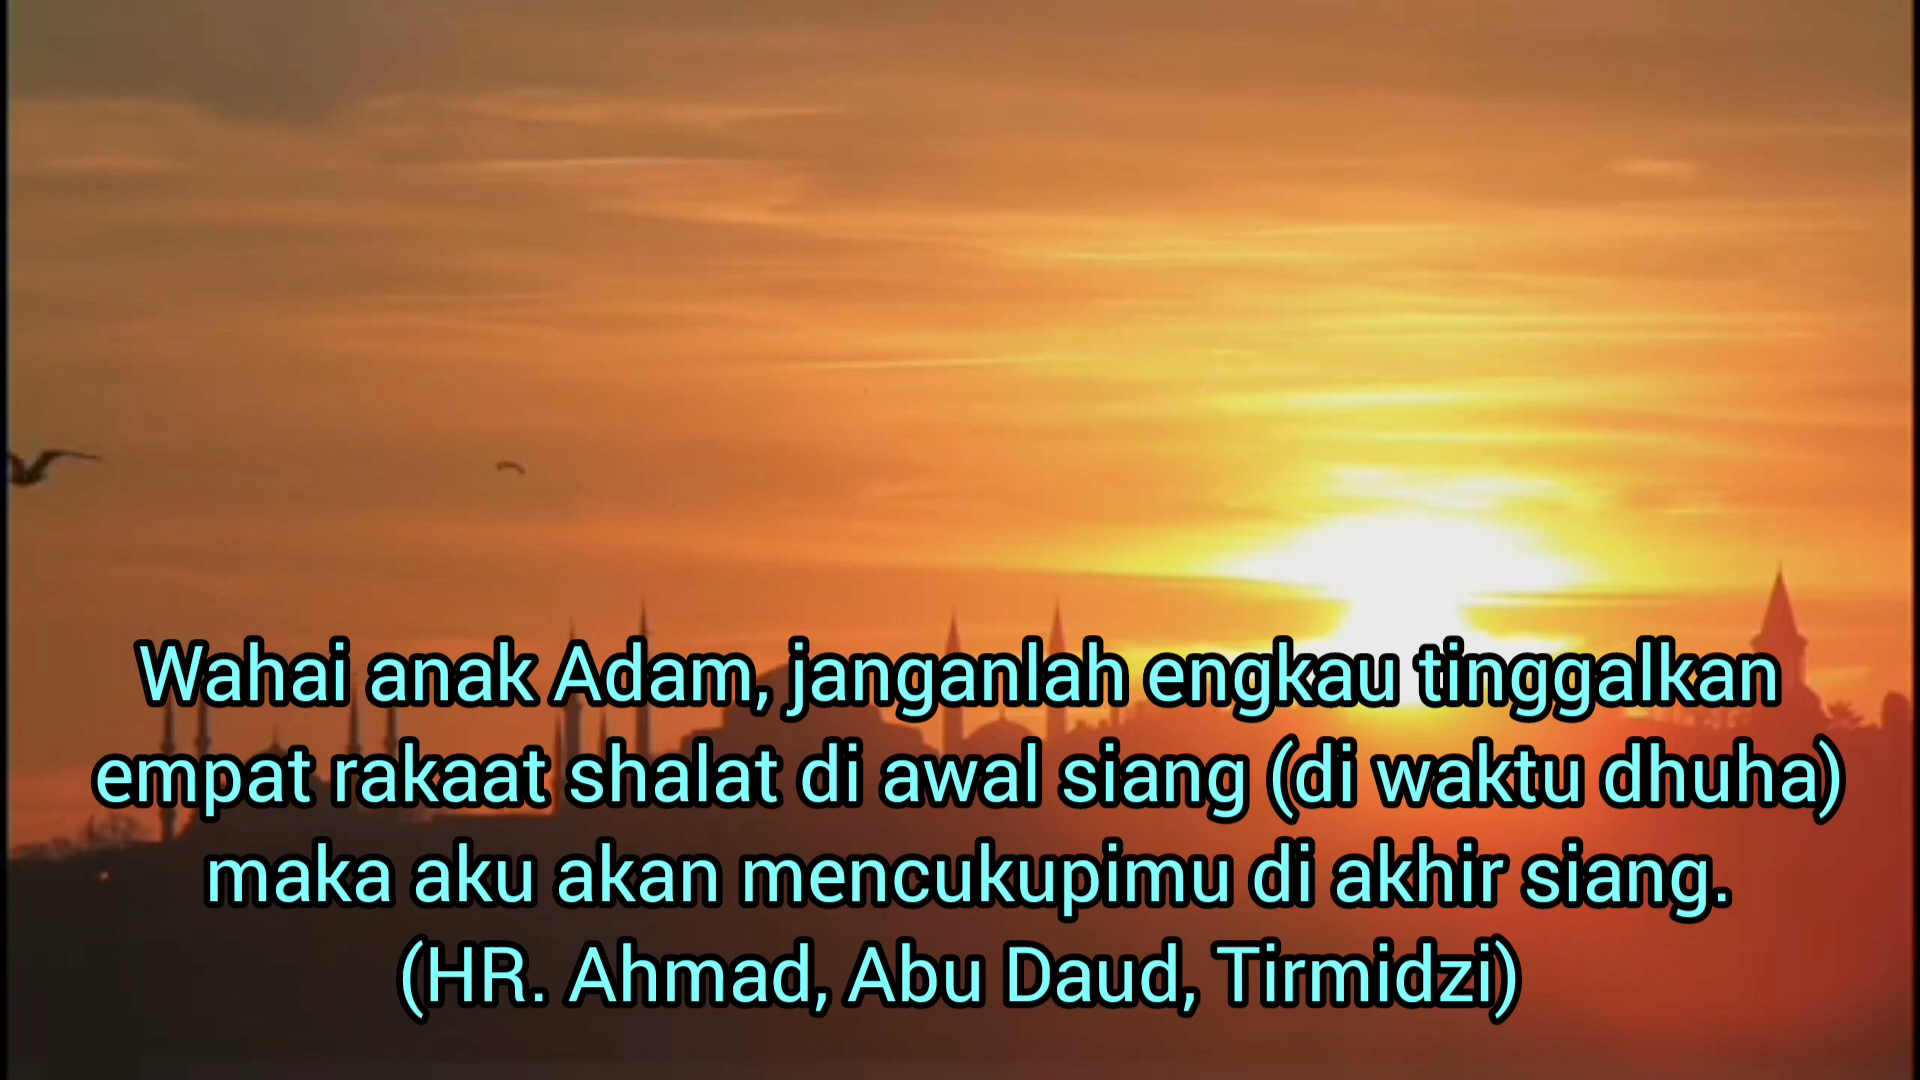 Wahai anak Adam, janganlah engkau tinggalkan
empat rakaat shalat di awal siang (di waktu dhuha)
maka aku akan mencukupimu di akhir siang.
(HR. Ahmad, Abu Daud, Tirmidzi)